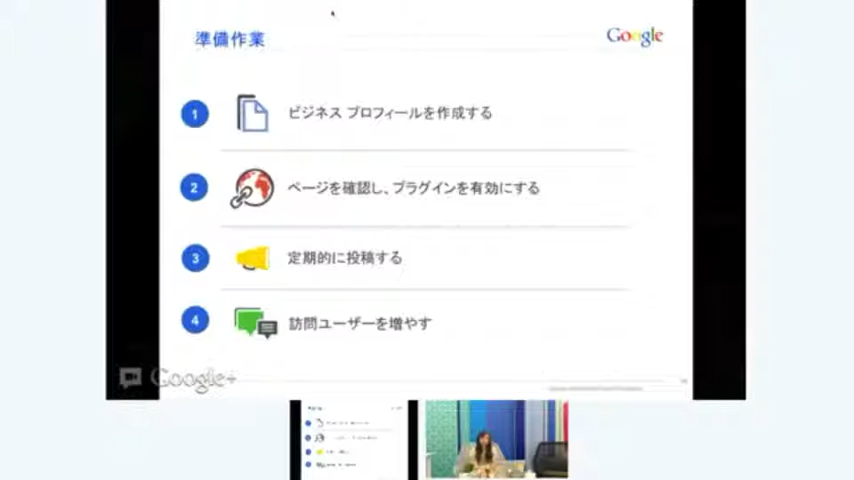 準備作業
Google
1
ビジネス プロフィールを作成する
2
ページを確認し、プラグインを有効にする
3
定期的に投稿する
4
訪問ユーザーを増やす
Google+